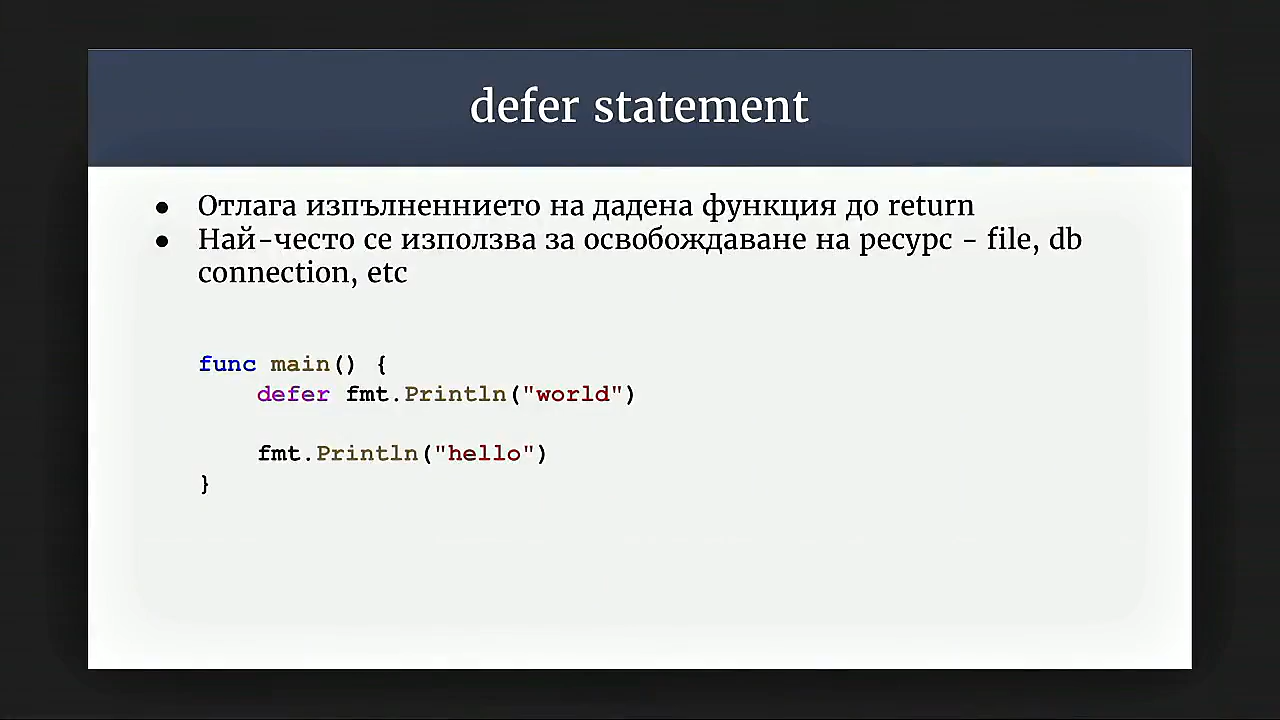 defer statement
● Отлага изпълненнието на дадена функция до return
● Най-често се използва за освобождаване на ресурс - file, db
connection, etc
func main() {
    defer fmt.Println("world")
    fmt.Println("hello")
}